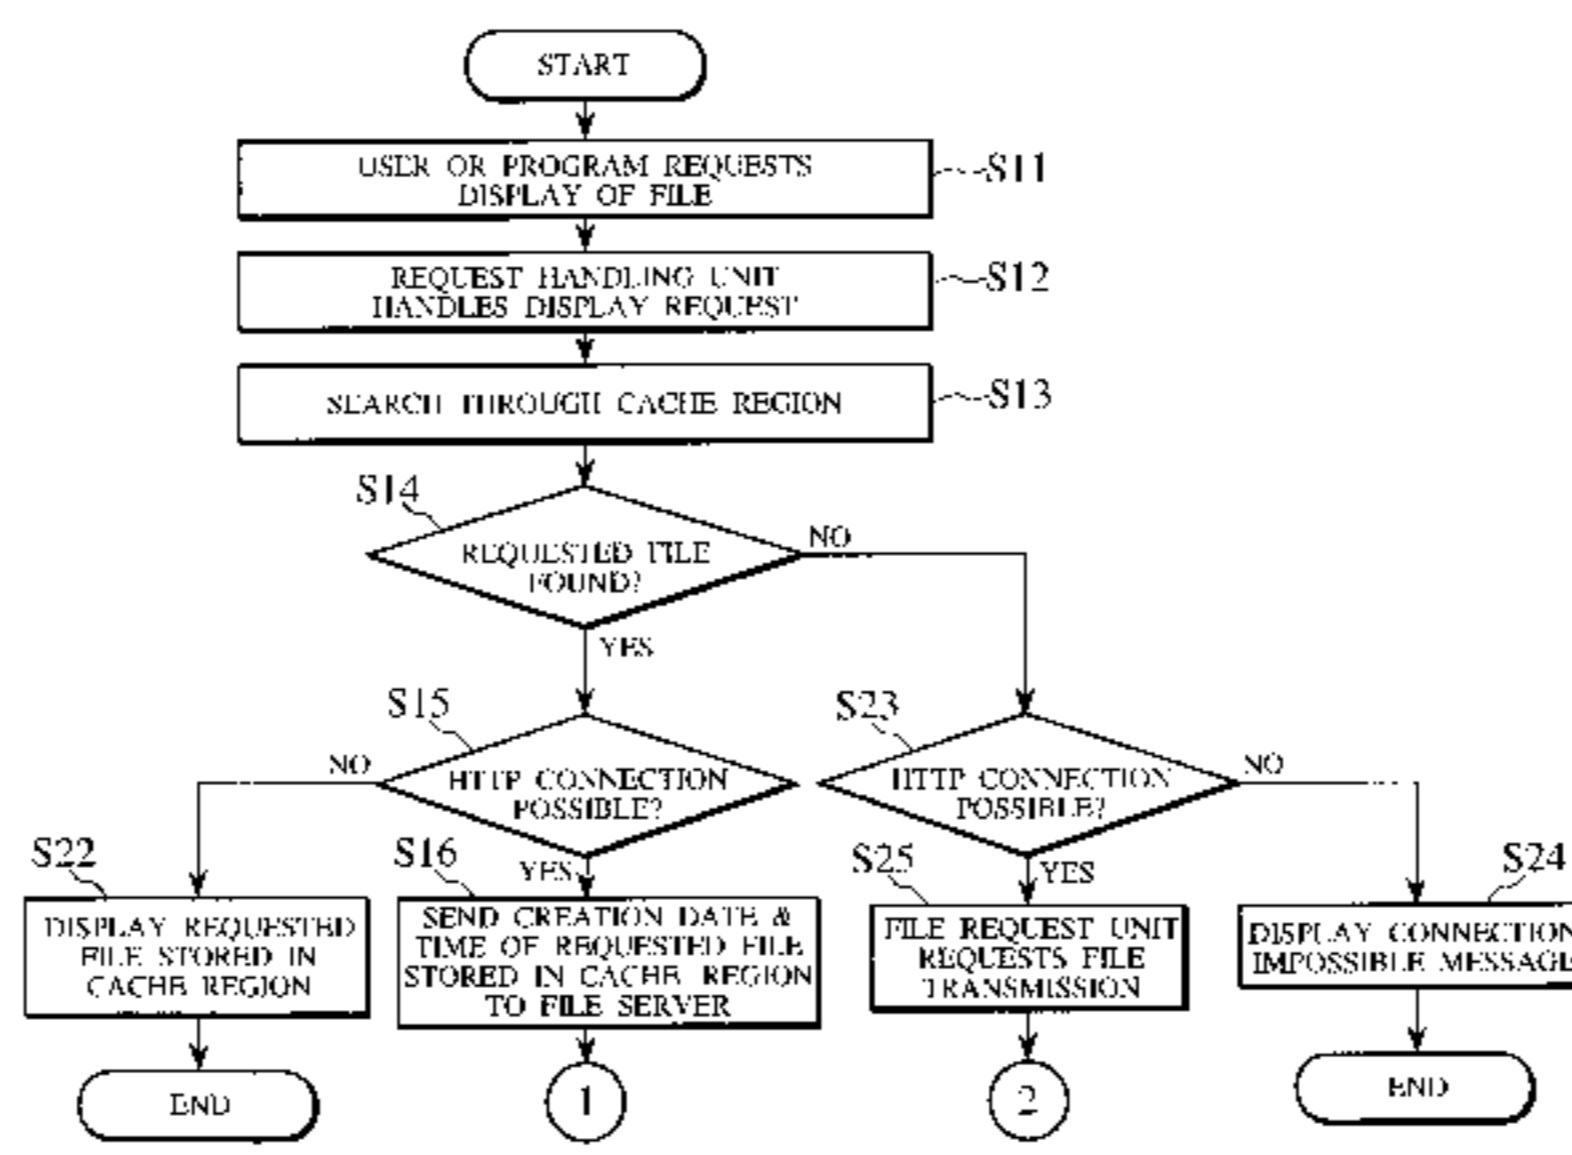 START
USER OR PROGRAM REQUESTS
DISPLAY OF FILE
S11
REQUEST HANDLING UNIT
HANDLES DISPLAY REQUEST
S12
SEARCH THROUGH CACHE REGION
S13
S14
REQUESTED FILE
FOUND?
NO
YES
S15
HTTP CONNECTION
POSSIBLE?
NO
YES
S23
HTTP CONNECTION
POSSIBLE?
NO
YES
S22
DISPLAY REQUESTED
FILE STORED IN
CACHE REGION
S16
SEND CREATION DATE &
TIME OF REQUESTED FILE
STORED IN CACHE REGION
TO FILE SERVER
S25
FILE REQUEST UNIT
REQUESTS FILE
TRANSMISSION
S24
DISPLAY CONNECTION
IMPOSSIBLE MESSAGE
END
1
2
END